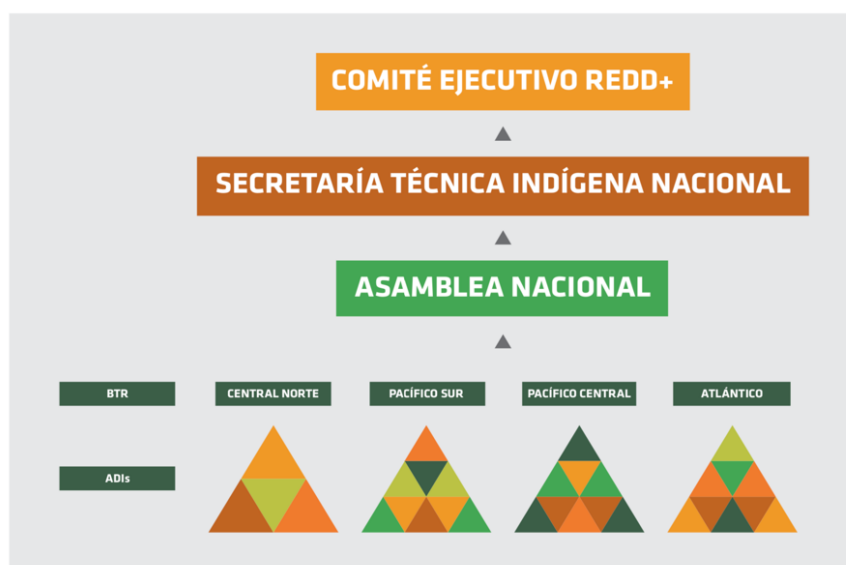 COMITÉ EJECUTIVO REDD+
SECRETARÍA TÉCNICA INDÍGENA NACIONAL
ASAMBLEA NACIONAL
BTR
CENTRAL NORTE
PACÍFICO SUR
PACÍFICO CENTRAL
ATLÁNTICO
ADIs